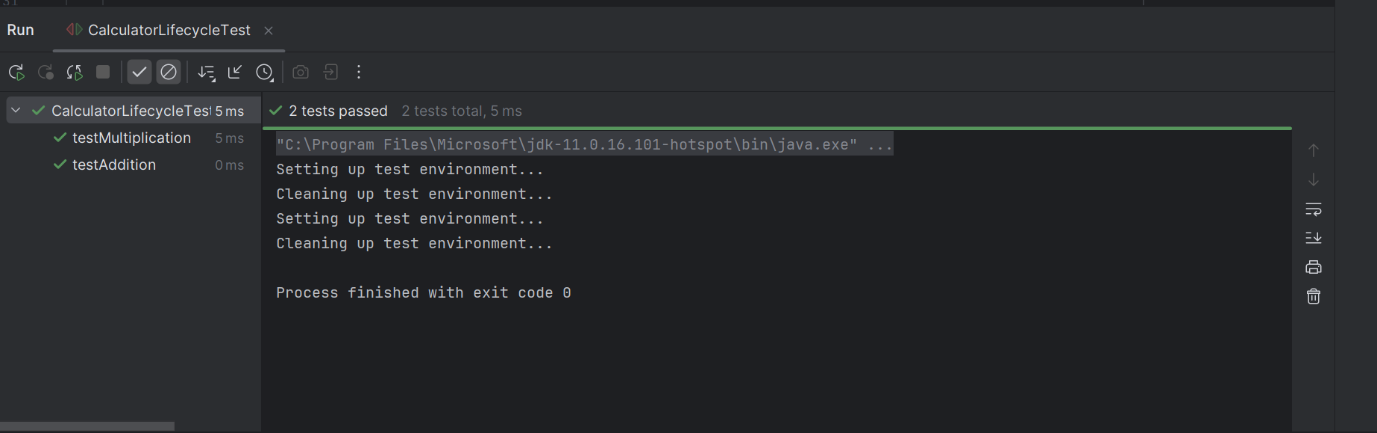 Run
CalculatorLifecycleTest
CalculatorLifecycleTest 5 ms
testMultiplication 5 ms
testAddition 0 ms
2 tests passed 2 tests total, 5 ms
"C:\Program Files\Microsoft\jdk-11.0.16.101-hotspot\bin\java.exe" ...
Setting up test environment...
Cleaning up test environment...
Setting up test environment...
Cleaning up test environment...
Process finished with exit code 0